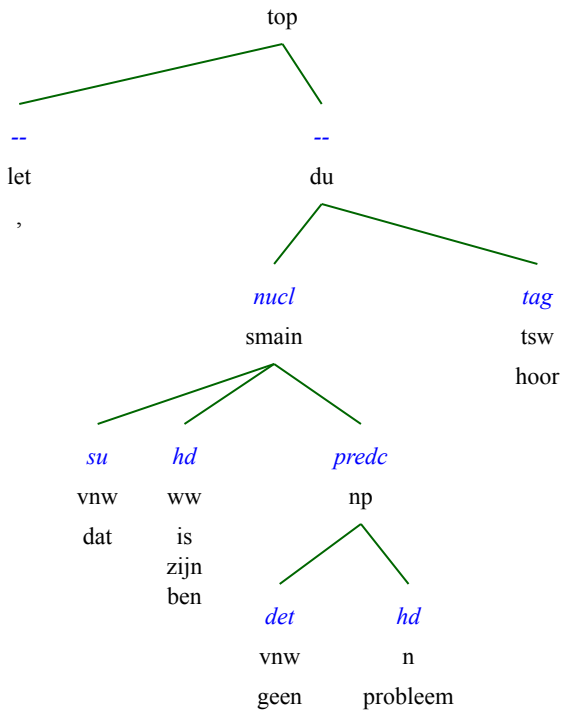 top
-- --
let du
,
nucl tag
smain tsw
hoor
su hd predc
vnw ww np
dat is
zijn
ben
det hd
vnw n
geen probleem